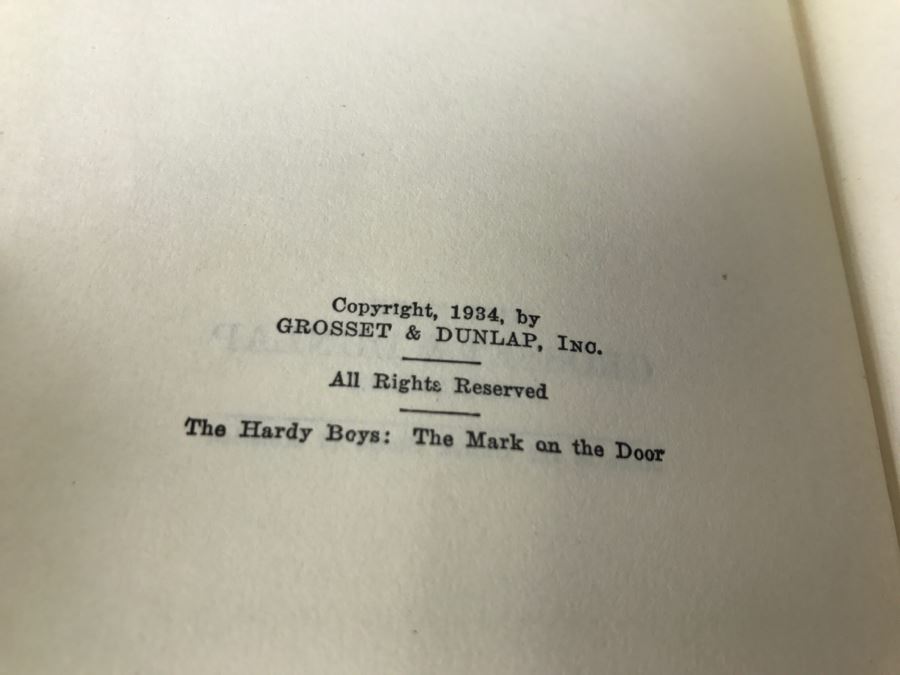 Copyright, 1934, by
GROSSET & DUNLAP, INC.
All Rights Reserved
The Hardy Boys: The Mark on the Door